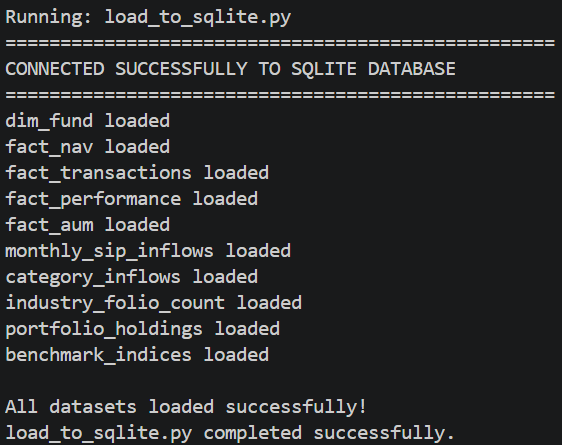 Running: load_to_sqlite.py
==================================================
CONNECTED SUCCESSFULLY TO SQLITE DATABASE
==================================================
dim_fund loaded
fact_nav loaded
fact_transactions loaded
fact_performance loaded
fact_aum loaded
monthly_sip_inflows loaded
category_inflows loaded
industry_folio_count loaded
portfolio_holdings loaded
benchmark_indices loaded
All datasets loaded successfully!
load_to_sqlite.py completed successfully.